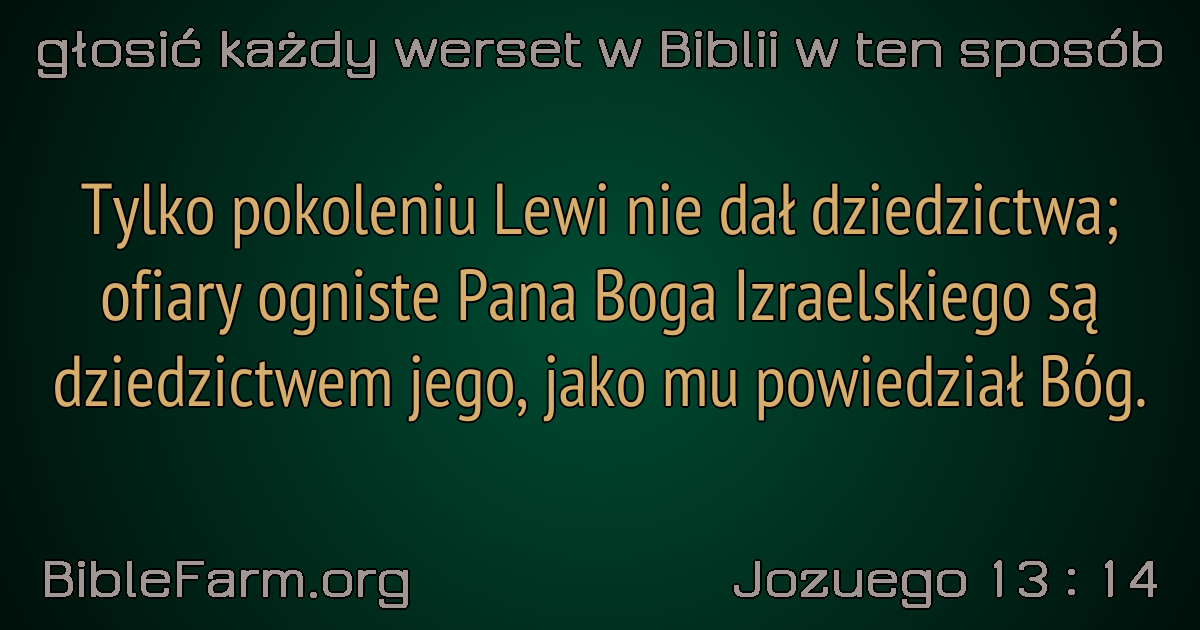 głosić każdy werset w Biblii w ten sposób
Tylko pokoleniu Lewi nie dał dziedzictwa;
ofiary ogniste Pana Boga Izraelskiego są
dziedzictwem jego, jako mu powiedział Bóg.
BibleFarm.org
Jozuego 13 : 14